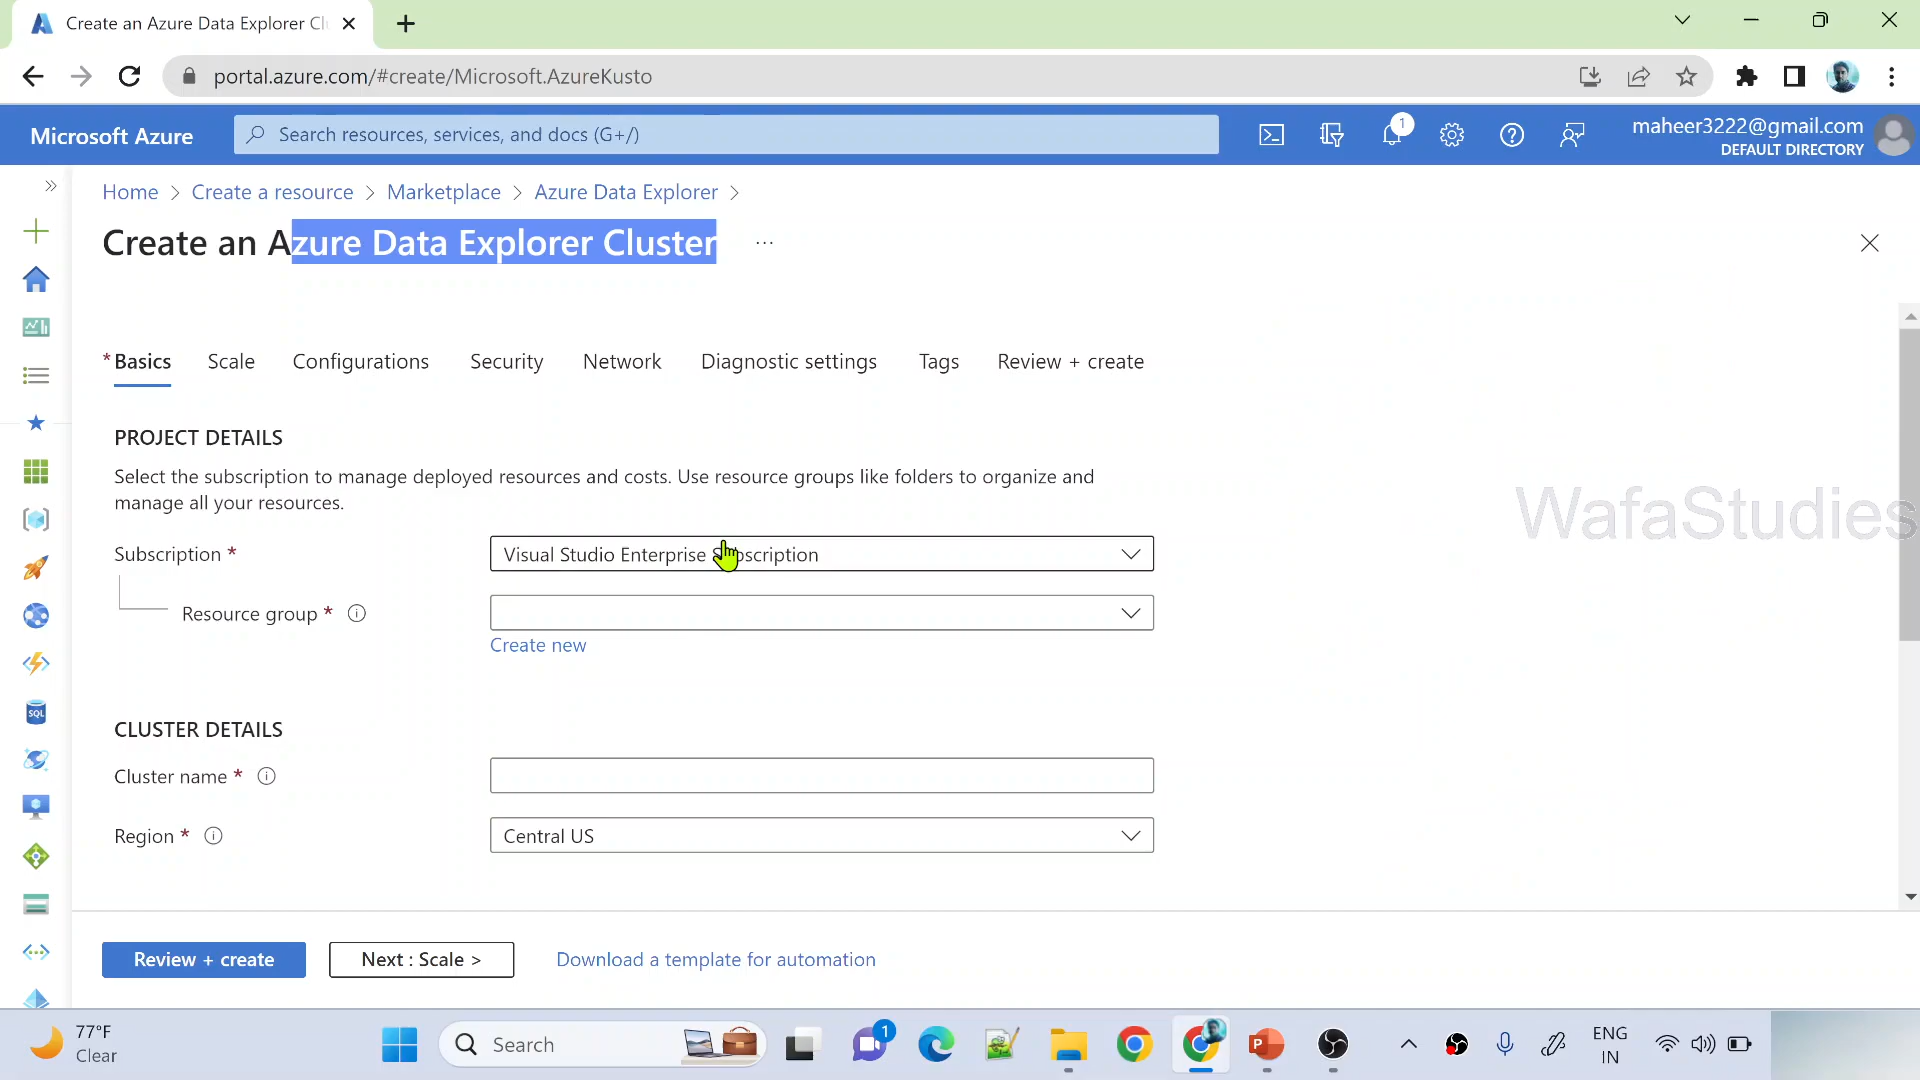 Create an Azure Data Explorer Cl
portal.azure.com/#create/Microsoft.AzureKusto
Microsoft Azure
Search resources, services, and docs (G+/)
1
maheer3222@gmail.com
DEFAULT DIRECTORY
Home > Create a resource > Marketplace > Azure Data Explorer >
Create an Azure Data Explorer Cluster ...
* Basics Scale Configurations Security Network Diagnostic settings Tags Review + create
PROJECT DETAILS
Select the subscription to manage deployed resources and costs. Use resource groups like folders to organize and
manage all your resources.
WafaStudies
Subscription *
Visual Studio Enterprise Subscription
Resource group *
Create new
CLUSTER DETAILS
Cluster name *
Region *
Central US
Review + create
Next : Scale >
Download a template for automation
SQL
77°F
Clear
Search
1
P
ENG
IN